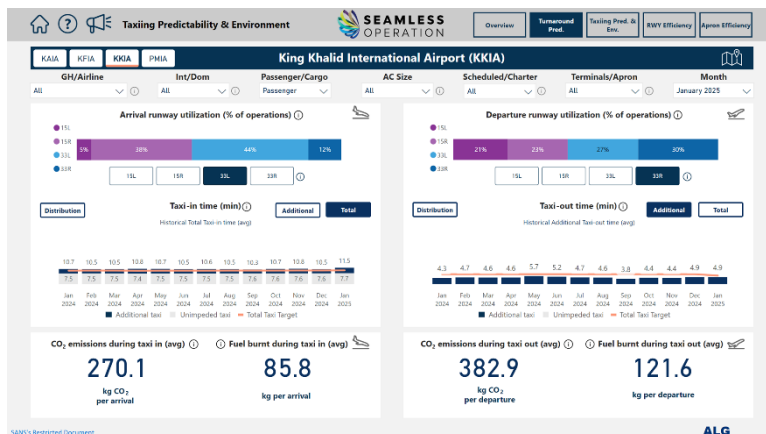 Taxiing Predictability & Environment
SEAMLESS
OPERATION
Overview
Turnaround
Pred.
Taxiing Pred. &
Env.
RWY Efficiency
Apron Efficiency
KAIA
KFIA
KKIA
PMIA
King Khalid International Airport (KKIA)
GH/Airline
Int/Dom
Passenger/Cargo
AC Size
Scheduled/Charter
Terminals/Apron
Month
All
All
Passenger
All
All
All
January 2025
Arrival runway utilization (% of operations)
15L
15R
33L
33R
5%
38%
44%
12%
15L
15R
33L
33R
Distribution
Taxi-in time (min)
Historical Total Taxi-in time (avg)
Additional
Total
10.7 10.5 10.5 10.8 10.7 10.5 10.6 10.5 10.3 10.7 10.8 10.5 11.5
7.5 7.5 7.5 7.4 7.5 7.5 7.5 7.5 7.6 7.6 7.7
Jan Feb Mar Apr May Jun Jul Aug Sep Oct Nov Dec Jan
2024 2024 2024 2024 2024 2024 2024 2024 2024 2024 2024 2024 2025
Additional taxi Unimpeded taxi Total Taxi Target
Departure runway utilization (% of operations)
15L
15R
33L
33R
21%
23%
27%
30%
15L
15R
33L
33R
Distribution
Taxi-out time (min)
Historical Additional Taxi-out time (avg)
Additional
Total
4.3 4.7 4.6 4.6 5.7 5.2 4.7 4.6 3.8 4.4 4.4 4.9 4.9
Jan Feb Mar Apr May Jun Jul Aug Sep Oct Nov Dec Jan
2024 2024 2024 2024 2024 2024 2024 2024 2024 2024 2024 2024 2025
Additional taxi Unimpeded taxi Total Taxi Target
CO₂ emissions during taxi in (avg)
270.1
kg CO₂
per arrival
Fuel burnt during taxi in (avg)
85.8
kg per arrival
CO₂ emissions during taxi out (avg)
382.9
kg CO₂
per departure
Fuel burnt during taxi out (avg)
121.6
kg per departure
SANS's Restricted Document
ALG